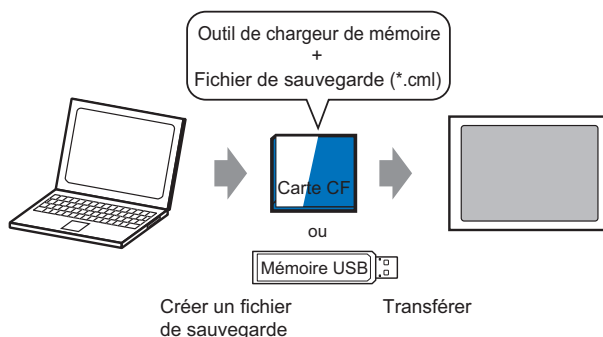 Outil de chargeur de mémoire
+
Fichier de sauvegarde (*.cml)
Carte CF
ou
Mémoire USB
Créer un fichier
de sauvegarde
Transférer